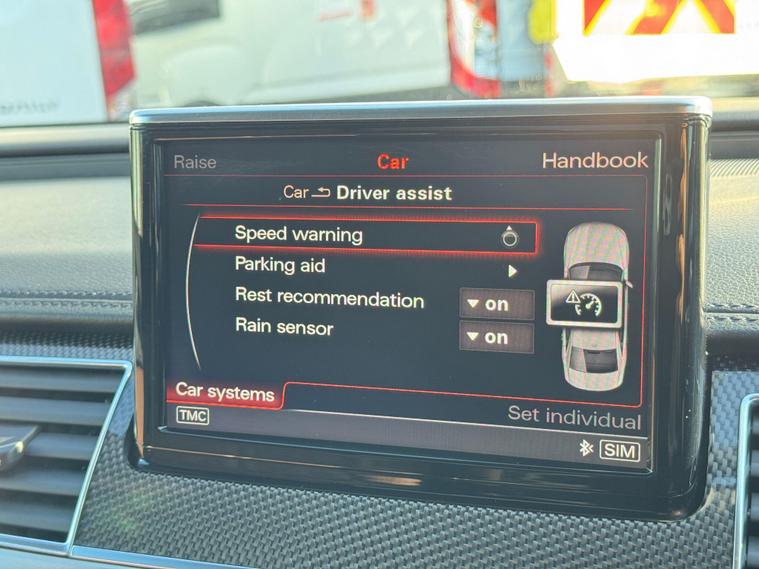 Raise Car Handbook
Car Driver assist
Speed warning
Parking aid
Rest recommendation on
Rain sensor on
Car systems
Set individual
TMC
SIM